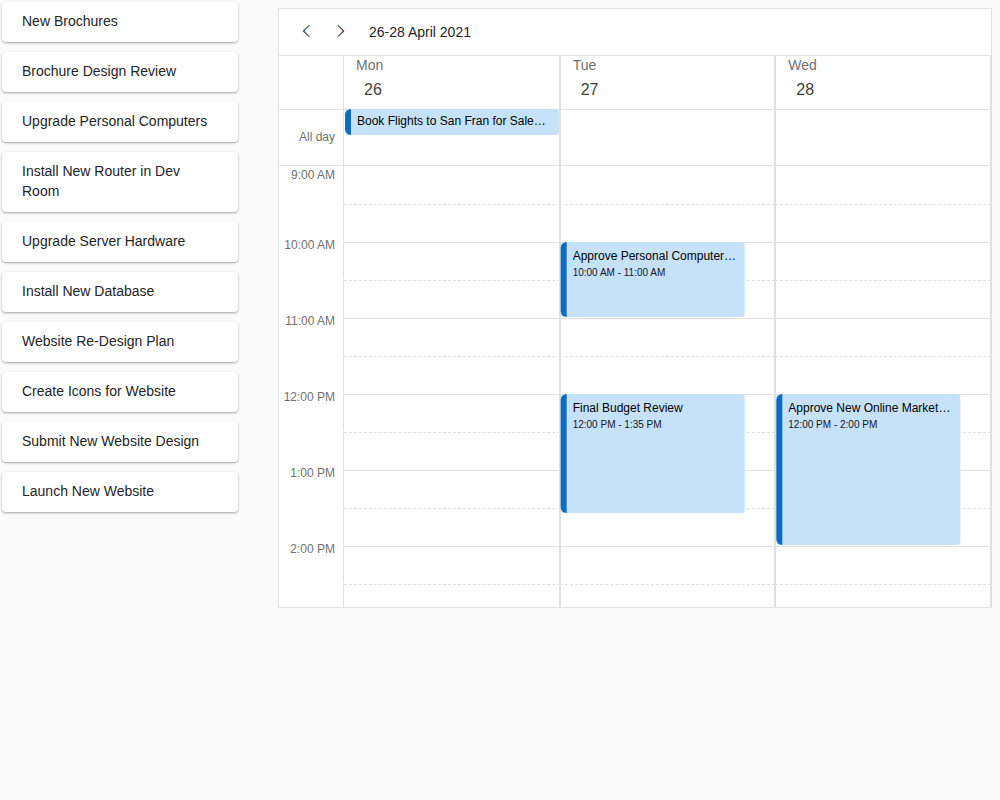 New Brochures
Brochure Design Review
Upgrade Personal Computers
Install New Router in Dev
Room
Upgrade Server Hardware
Install New Database
Website Re-Design Plan
Create Icons for Website
Submit New Website Design
Launch New Website
26-28 April 2021
Mon
26
Tue
27
Wed
28
All day
Book Flights to San Fran for Sale…
9:00 AM
10:00 AM
11:00 AM
12:00 PM
1:00 PM
2:00 PM
Approve Personal Computer…
10:00 AM - 11:00 AM
Final Budget Review
12:00 PM - 1:35 PM
Approve New Online Market…
12:00 PM - 2:00 PM